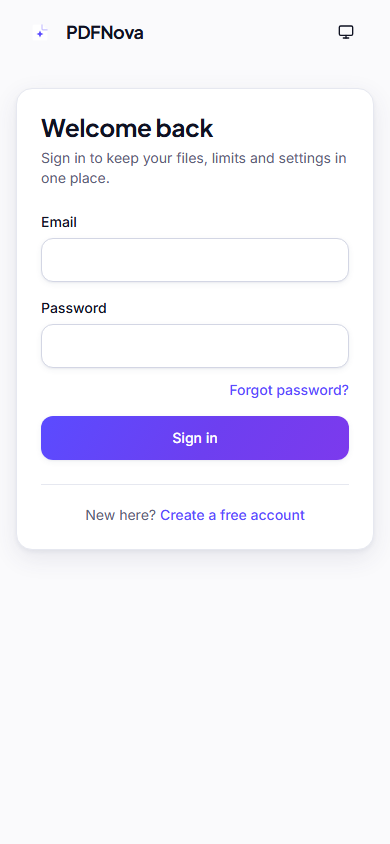 PDFNova
Welcome back
Sign in to keep your files, limits and settings in
one place.
Email
Password
Forgot password?
Sign in
New here? Create a free account